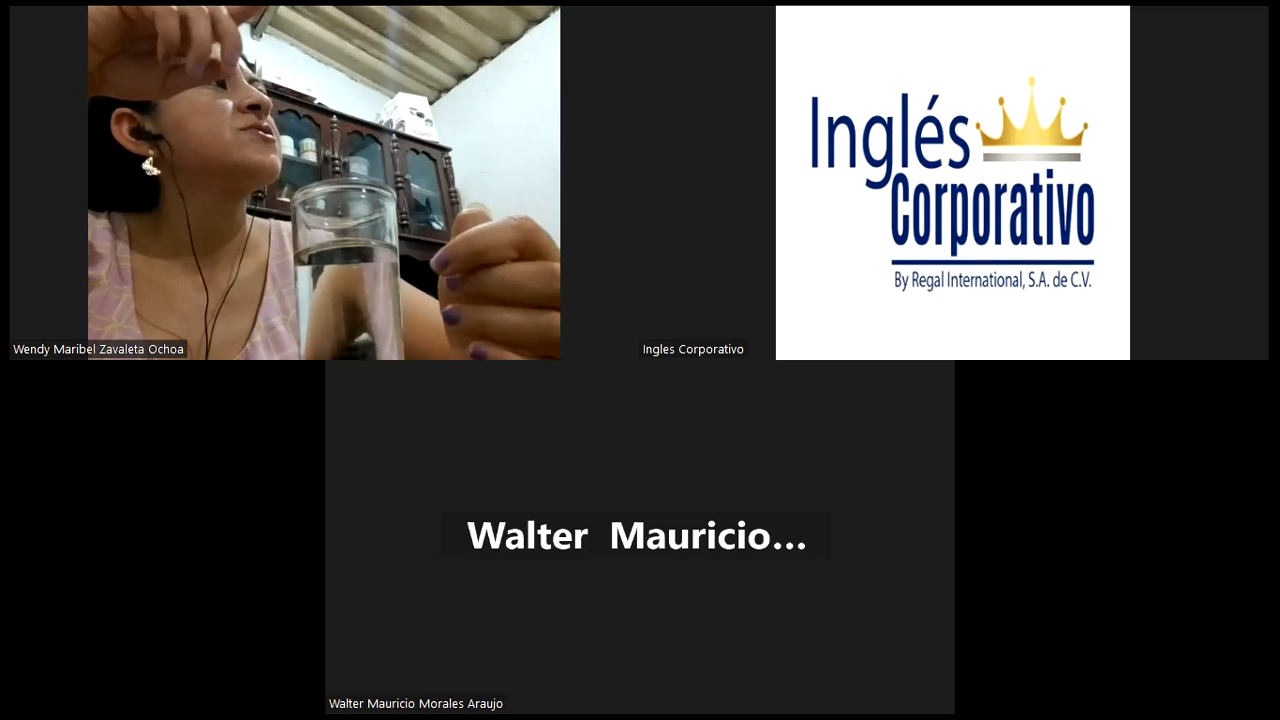 Inglés
Corporativo
By Regal International, S.A. de C.V.
Wendy Maribel Zavaleta Ochoa
Ingles Corporativo
Walter Mauricio...
Walter Mauricio Morales Araujo